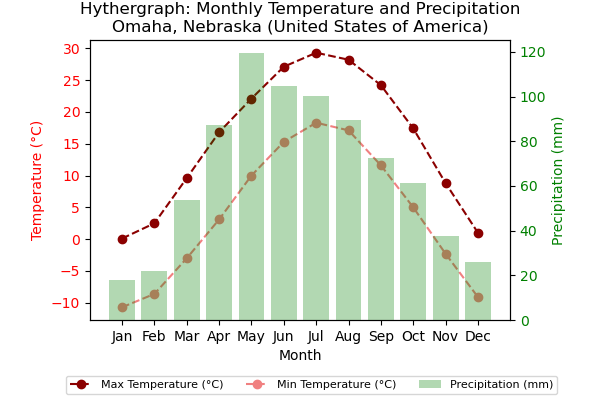 Hythergraph: Monthly Temperature and Precipitation
Omaha, Nebraska (United States of America)
Temperature (°C)
30
25
20
15
10
5
0
−5
−10
120
100
80
60
40
20
0
Precipitation (mm)
Jan Feb Mar Apr May Jun Jul Aug Sep Oct Nov Dec
Month
Max Temperature (°C) Min Temperature (°C) Precipitation (mm)